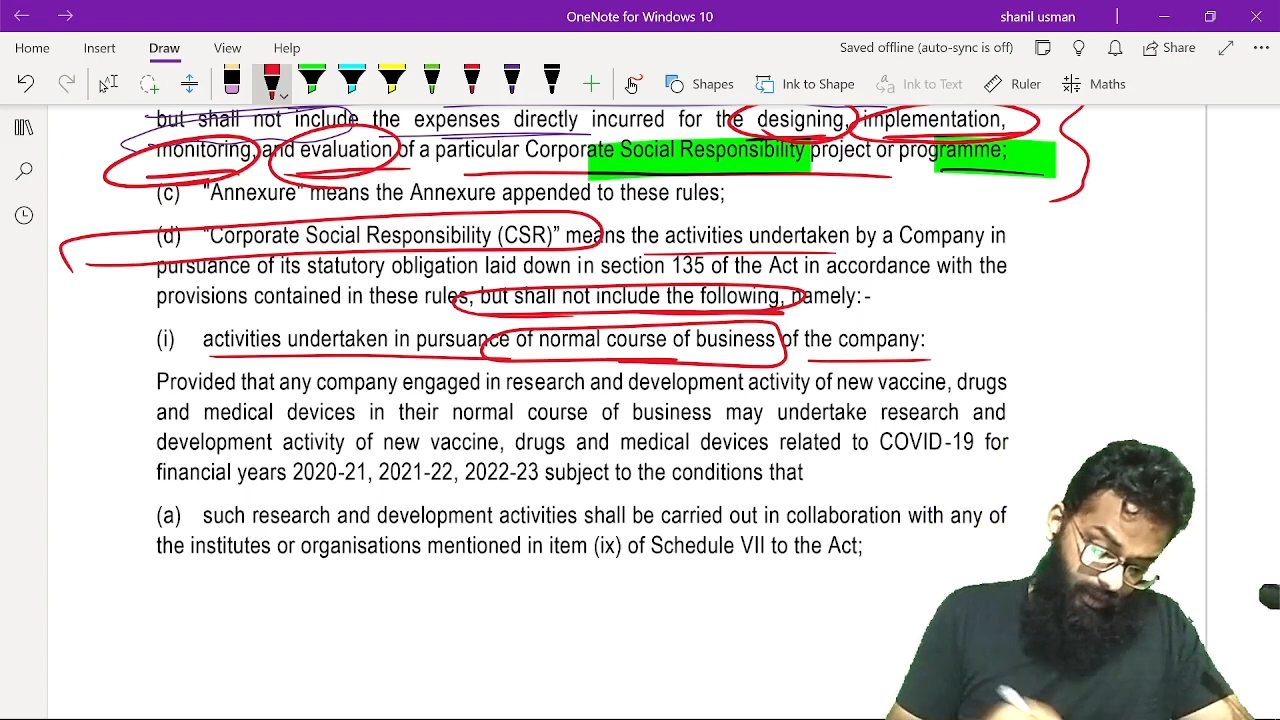 OneNote for Windows 10
shanil usman
Home Insert Draw View Help
Saved offline (auto-sync is off)
Share
Shapes
Ink to Shape
Ink to Text
Ruler
Maths
but shall not include the expenses directly incurred for the designing, implementation,
monitoring, and evaluation of a particular Corporate Social Responsibility project or programme;
(c) "Annexure" means the Annexure appended to these rules;
(d) "Corporate Social Responsibility (CSR)" means the activities undertaken by a Company in
pursuance of its statutory obligation laid down in section 135 of the Act in accordance with the
provisions contained in these rules, but shall not include the following, namely:-
(i) activities undertaken in pursuance of normal course of business of the company:
Provided that any company engaged in research and development activity of new vaccine, drugs
and medical devices in their normal course of business may undertake research and
development activity of new vaccine, drugs and medical devices related to COVID-19 for
financial years 2020-21, 2021-22, 2022-23 subject to the conditions that
(a) such research and development activities shall be carried out in collaboration with any of
the institutes or organisations mentioned in item (ix) of Schedule VII to the Act;